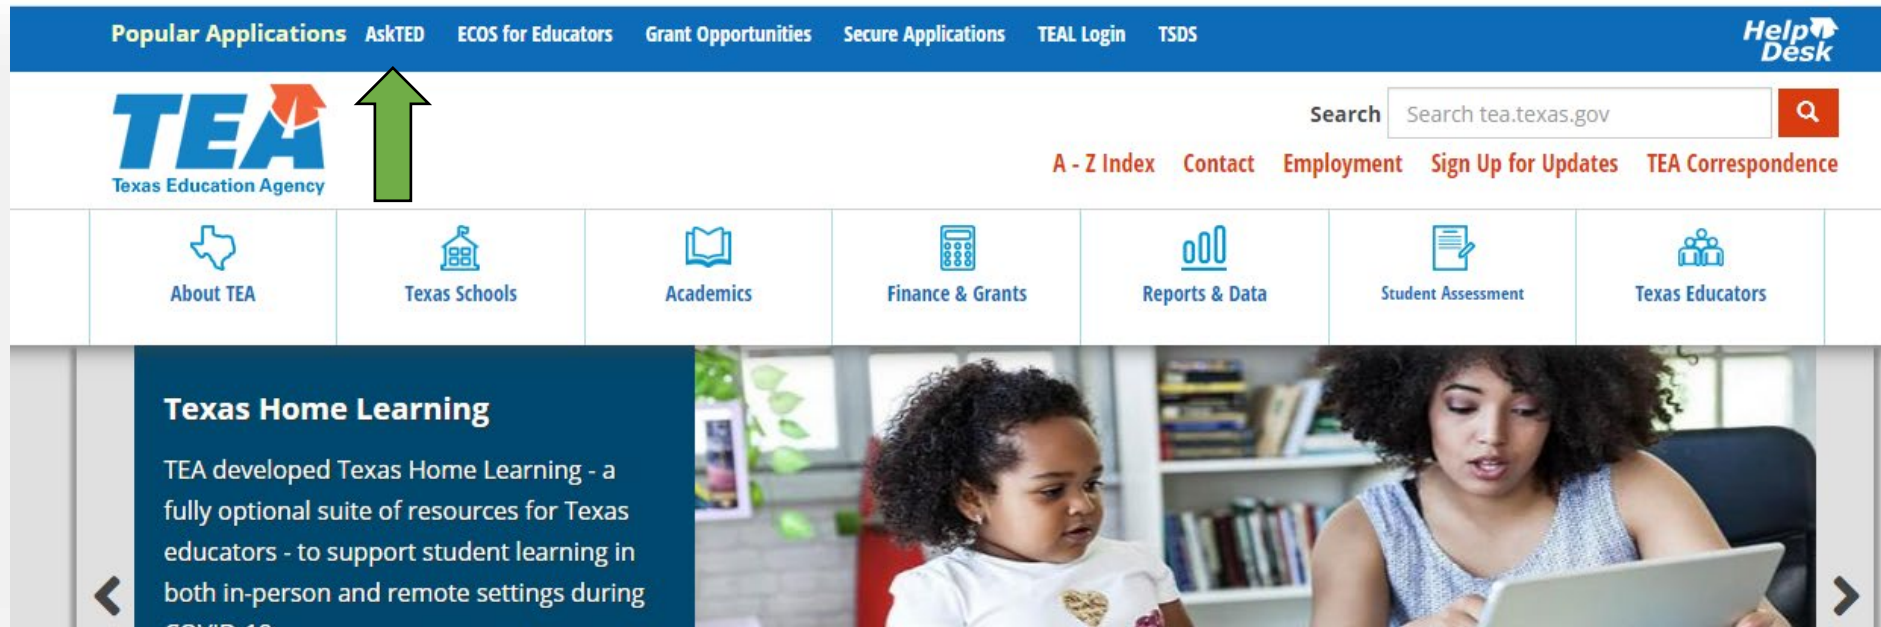 Popular Applications AskTED ECOS for Educators Grant Opportunities Secure Applications TEAL Login TSDS
Help
Desk
TEA
Texas Education Agency
Search Search tea.texas.gov
A - Z Index Contact Employment Sign Up for Updates TEA Correspondence
About TEA Texas Schools Academics Finance & Grants Reports & Data Student Assessment Texas Educators
Texas Home Learning
TEA developed Texas Home Learning - a
fully optional suite of resources for Texas
educators - to support student learning in
both in-person and remote settings during